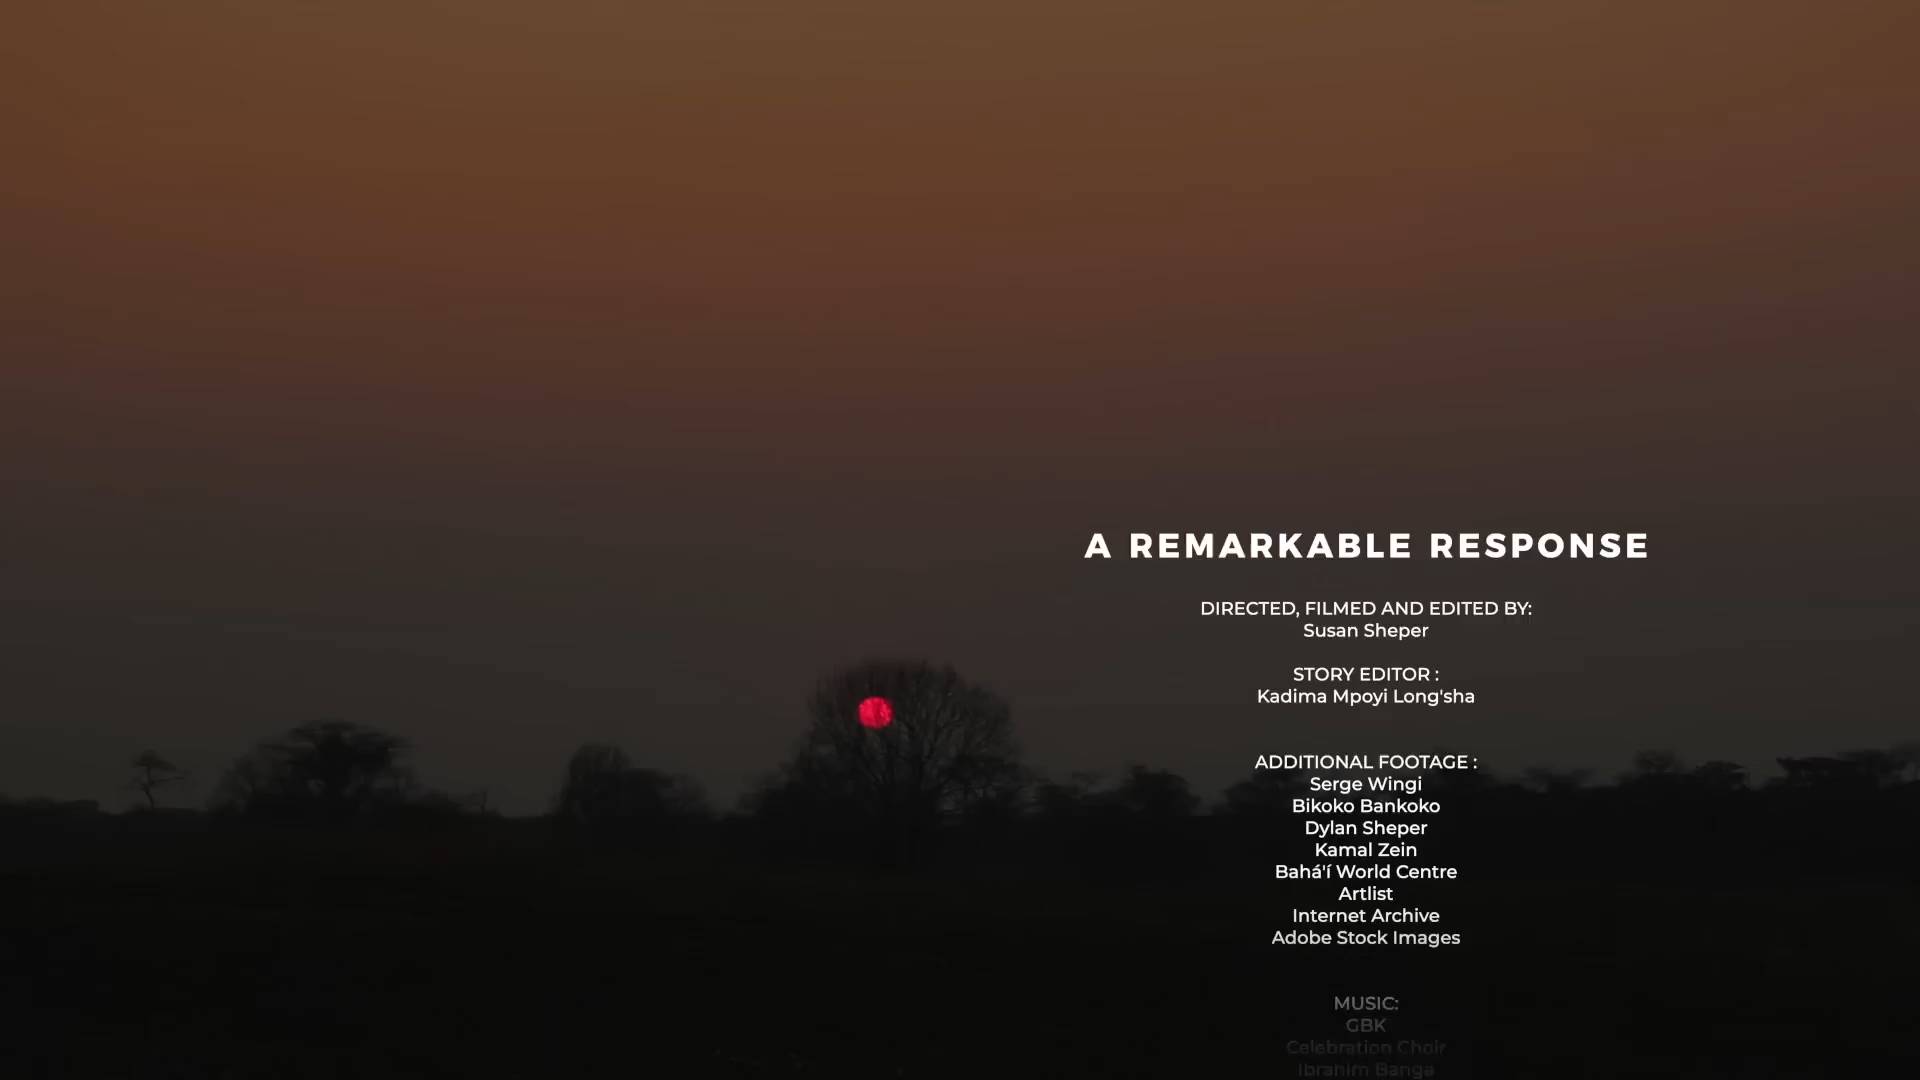 A REMARKABLE RESPONSE
DIRECTED, FILMED AND EDITED BY:
Susan Sheper
STORY EDITOR :
Kadima Mpoyi Long'sha
ADDITIONAL FOOTAGE :
Serge Wingi
Bikoko Bankoko
Dylan Sheper
Kamal Zein
Bahá'í World Centre
Artlist
Internet Archive
Adobe Stock Images
MUSIC:
GBK
Celebration Choir
Ibrahim Banga